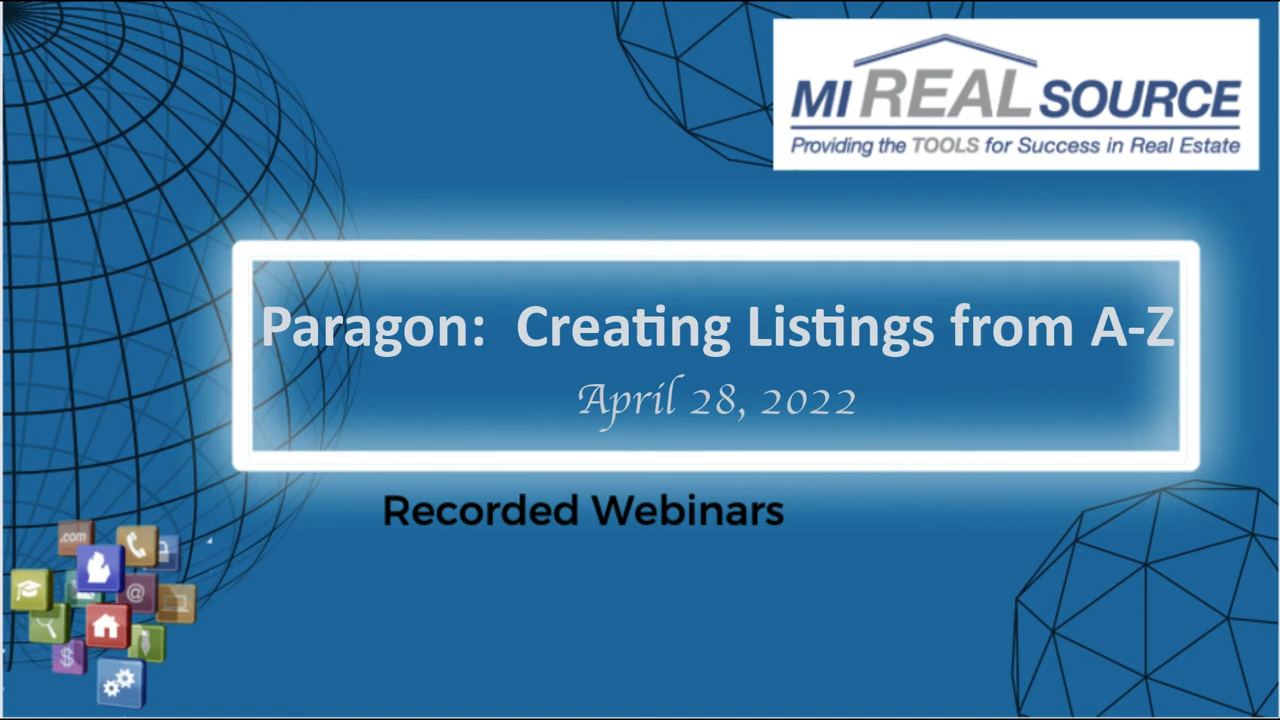 MI REAL SOURCE
Providing the TOOLS for Success in Real Estate
Paragon: Creating Listings from A-Z
April 28, 2022
Recorded Webinars
.com
@
$